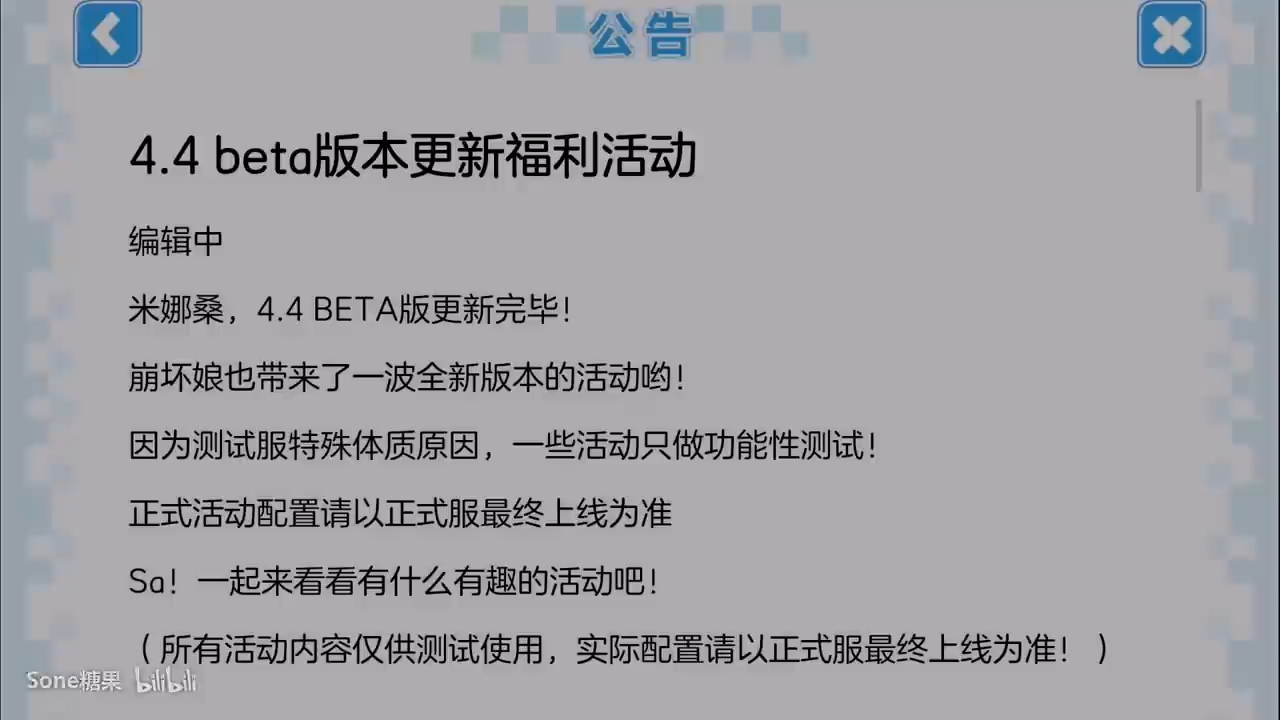 公告
4.4 beta版本更新福利活动
编辑中
米娜桑，4.4 BETA版更新完毕！
崩坏娘也带来了一波全新版本的活动哟！
因为测试服特殊体质原因，一些活动只做功能性测试！
正式活动配置请以正式服最终上线为准
Sa！一起来看看有什么有趣的活动吧！
（所有活动内容仅供测试使用，实际配置请以正式服最终上线为准！）
Sone糖果 bilibili